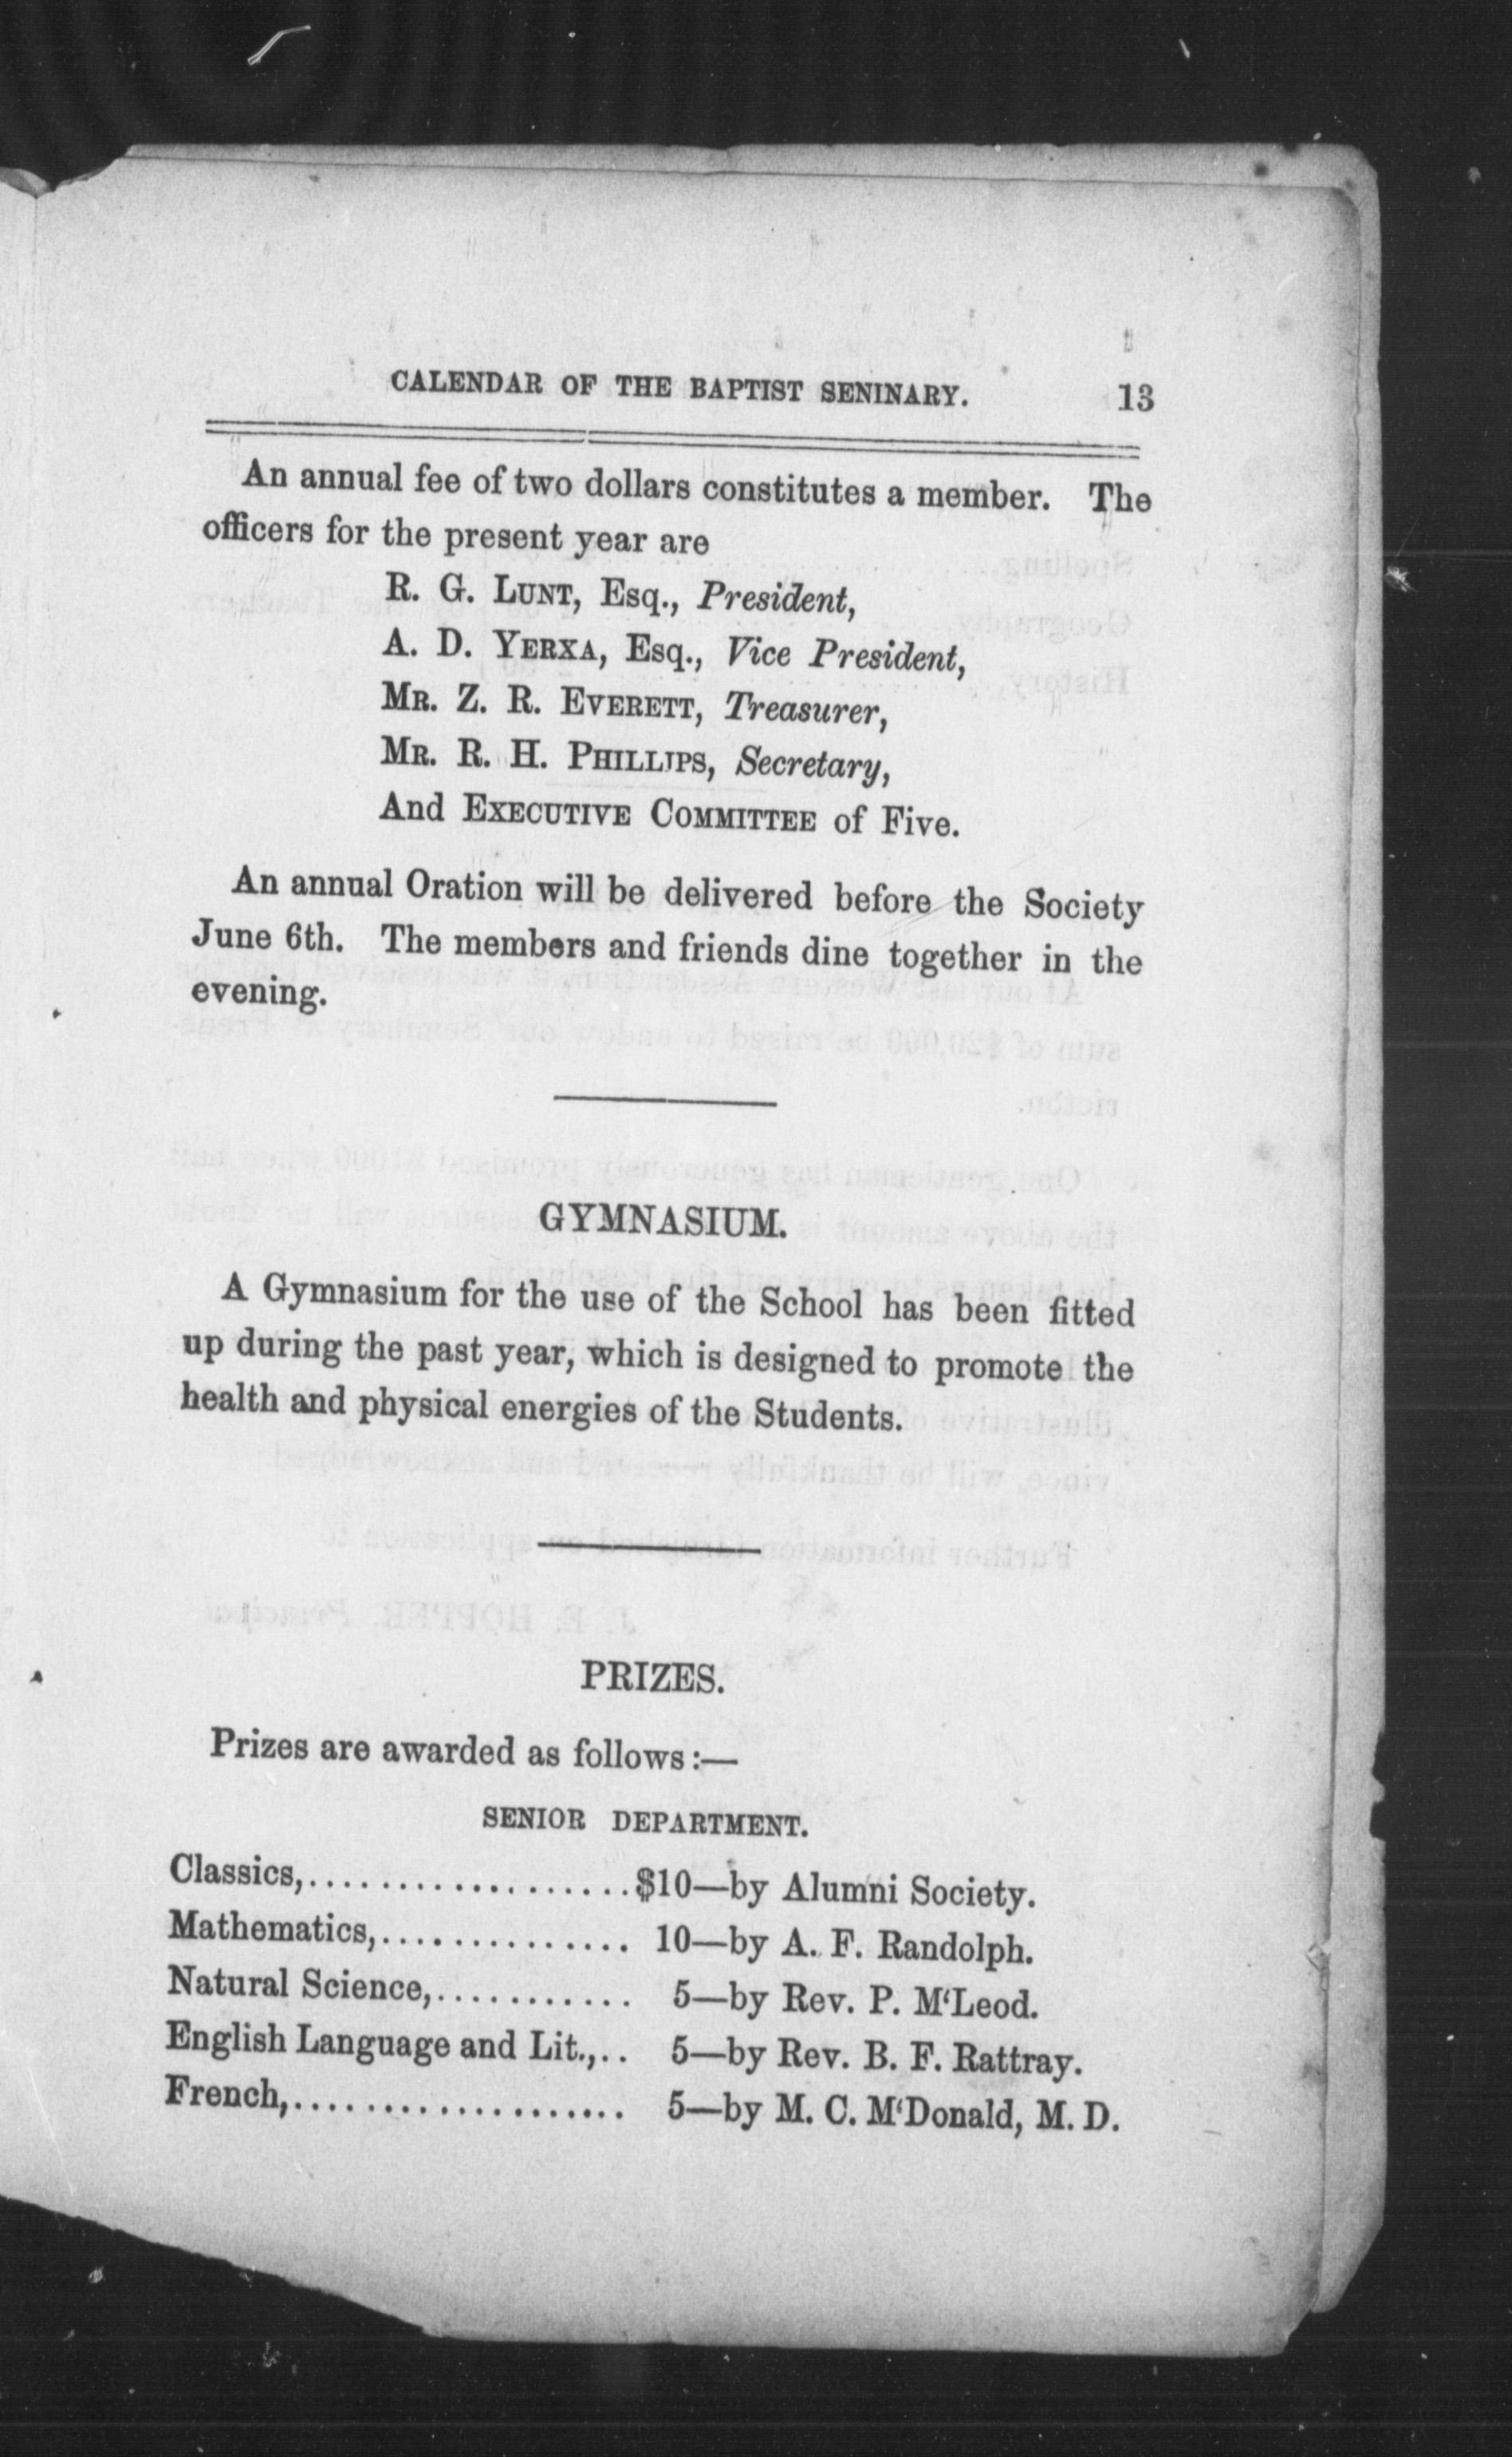 CALENDAR OF THE BAPTIST SENINARY. 13
An annual fee of two dollars constitutes a member. The
officers for the present year are
R. G. LUNT, Esq., President,
A. D. YERXA, Esq., Vice President,
MR. Z. R. EVERETT, Treasurer,
MR. R. H. PHILLIPS, Secretary,
And EXECUTIVE COMMITTEE of Five.
An annual Oration will be delivered before the Society
June 6th. The members and friends dine together in the
evening.
GYMNASIUM.
A Gymnasium for the use of the School has been fitted
up during the past year, which is designed to promote the
health and physical energies of the Students.
PRIZES.
Prizes are awarded as follows:—
SENIOR DEPARTMENT.
Classics,...................$10—by Alumni Society.
Mathematics,.............. 10—by A. F. Randolph.
Natural Science,........... 5—by Rev. P. M‘Leod.
English Language and Lit.,.. 5—by Rev. B. F. Rattray.
French,................... 5—by M. C. M‘Donald, M. D.